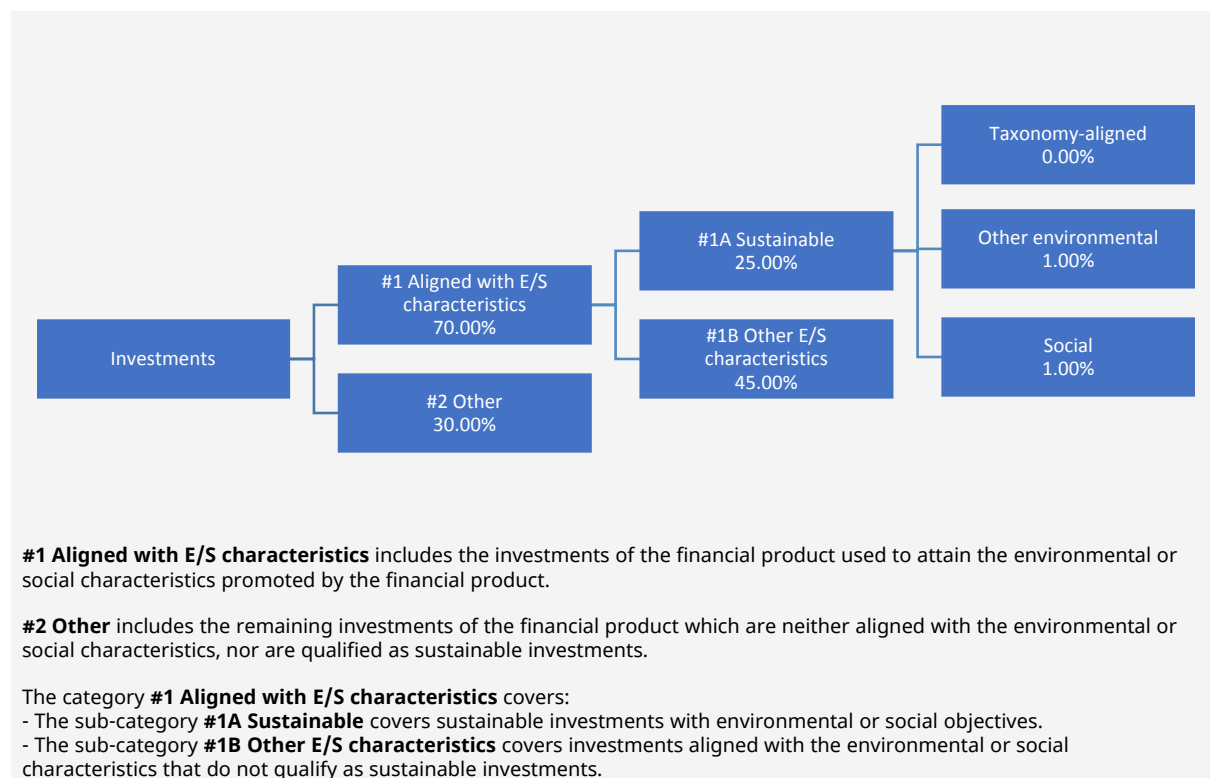 Taxonomy-aligned
0.00%
#1A Sustainable
25.00%
Other environmental
1.00%
#1 Aligned with E/S
characteristics
70.00%
Investments
#1B Other E/S
characteristics
45.00%
Social
1.00%
#2 Other
30.00%
#1 Aligned with E/S characteristics includes the investments of the financial product used to attain the environmental or
social characteristics promoted by the financial product.
#2 Other includes the remaining investments of the financial product which are neither aligned with the environmental or
social characteristics, nor are qualified as sustainable investments.
The category #1 Aligned with E/S characteristics covers:
- The sub-category #1A Sustainable covers sustainable investments with environmental or social objectives.
- The sub-category #1B Other E/S characteristics covers investments aligned with the environmental or social
characteristics that do not qualify as sustainable investments.